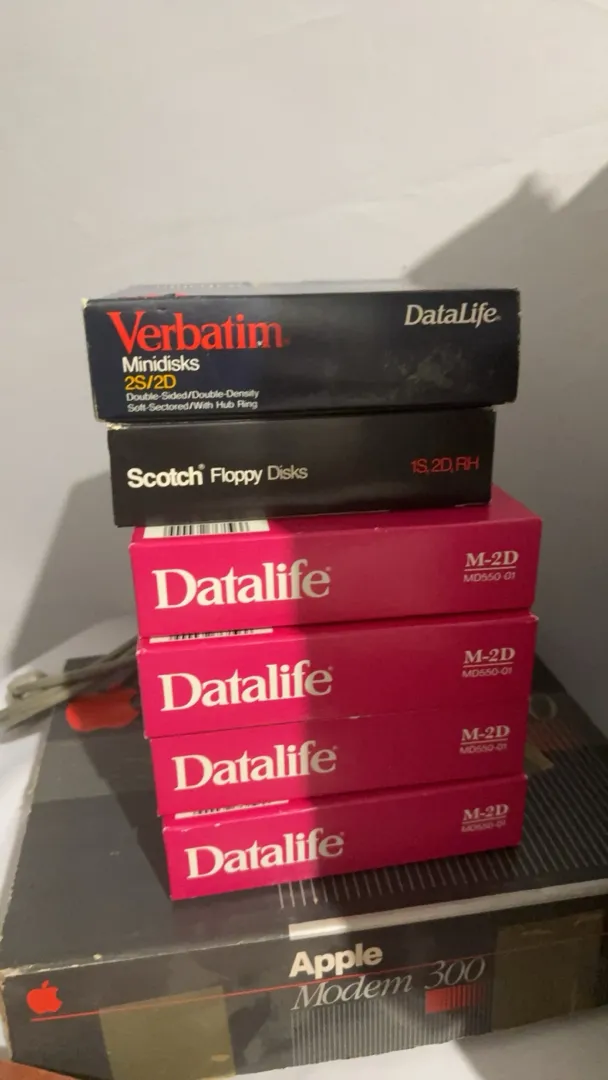 Verbatim
DataLife
Minidisks
2S/2D
Double-Sided/Double-Density
Soft-Sectored/With Hub Ring
Scotch® Floppy Disks
1S, 2D, RH
Datalife®
M-2D
MD550-01
Datalife®
M-2D
MD550-01
Datalife®
M-2D
MD550-01
Datalife®
M-2D
MD550-01
Apple
Modem 300